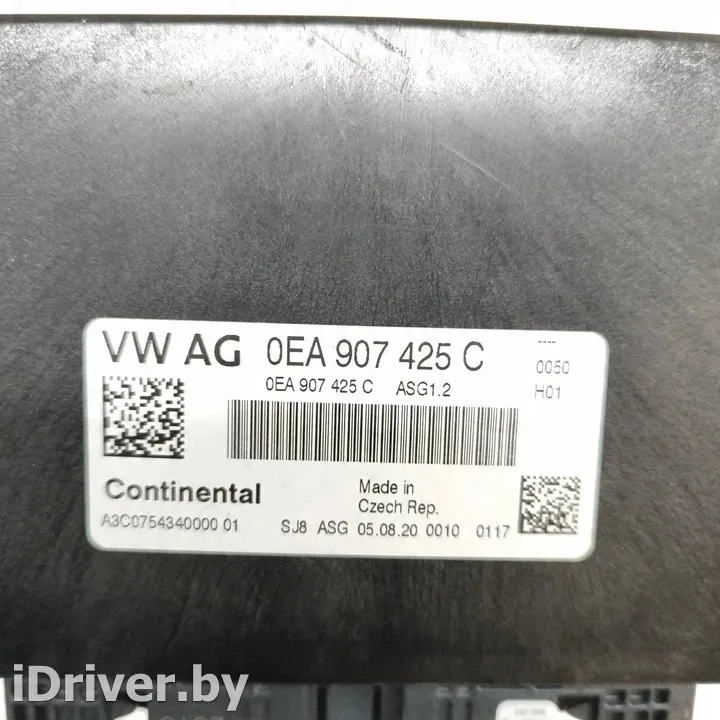 VW AG 0EA 907 425 C
----
0050
0EA 907 425 C ASG1.2
H01
Continental
Made in
Czech Rep.
A3C0754340000 01
SJ8 ASG 05.08.20 0010 0117
iDriver.by